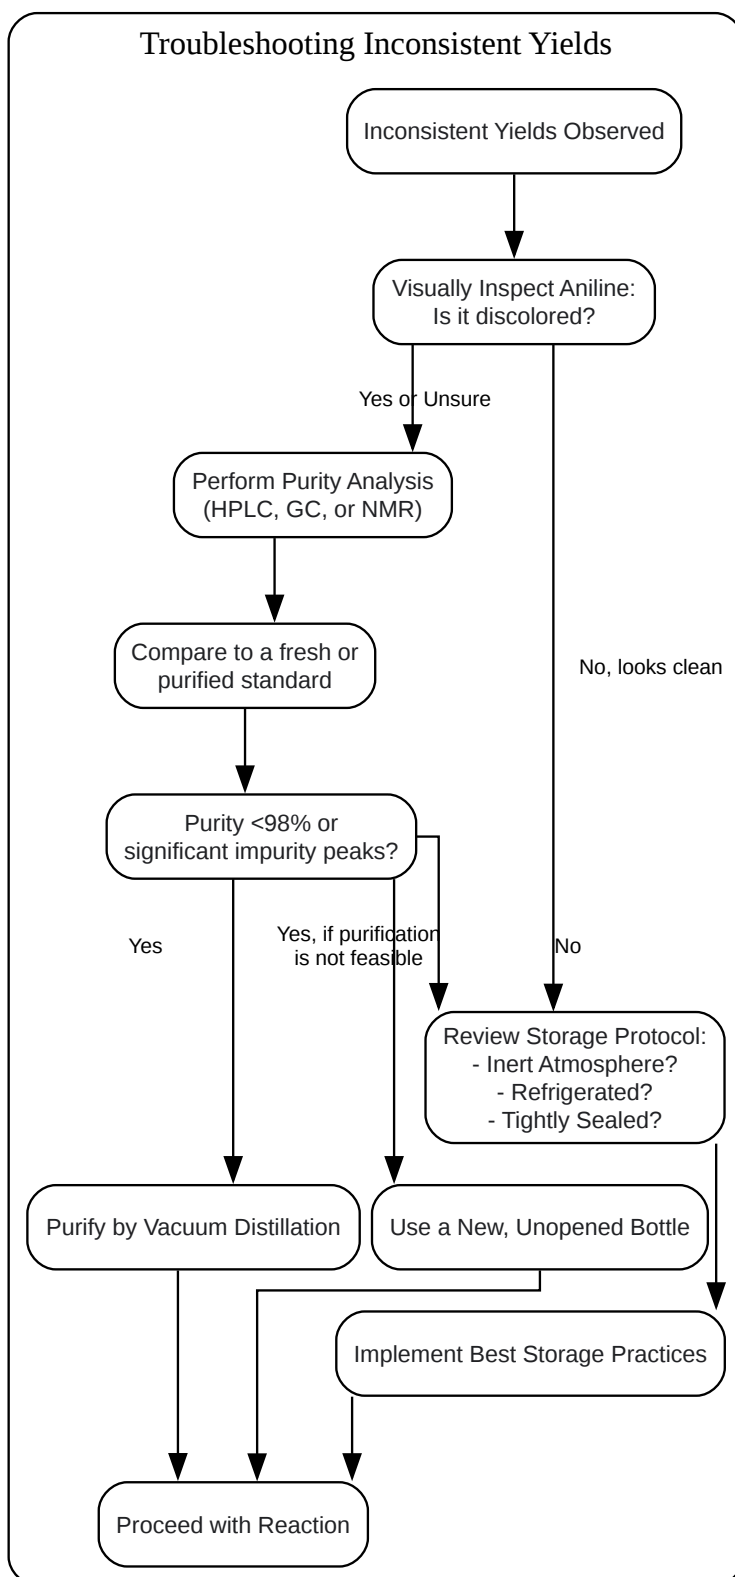 Troubleshooting Inconsistent Yields
Inconsistent Yields Observed
Visually Inspect Aniline:
Is it discolored?
Yes or Unsure
Perform Purity Analysis
(HPLC, GC, or NMR)
Compare to a fresh or
purified standard
No, looks clean
Purity <98% or
significant impurity peaks?
Yes
Yes, if purification
is not feasible
No
Review Storage Protocol:
- Inert Atmosphere?
- Refrigerated?
- Tightly Sealed?
Purify by Vacuum Distillation
Use a New, Unopened Bottle
Implement Best Storage Practices
Proceed with Reaction